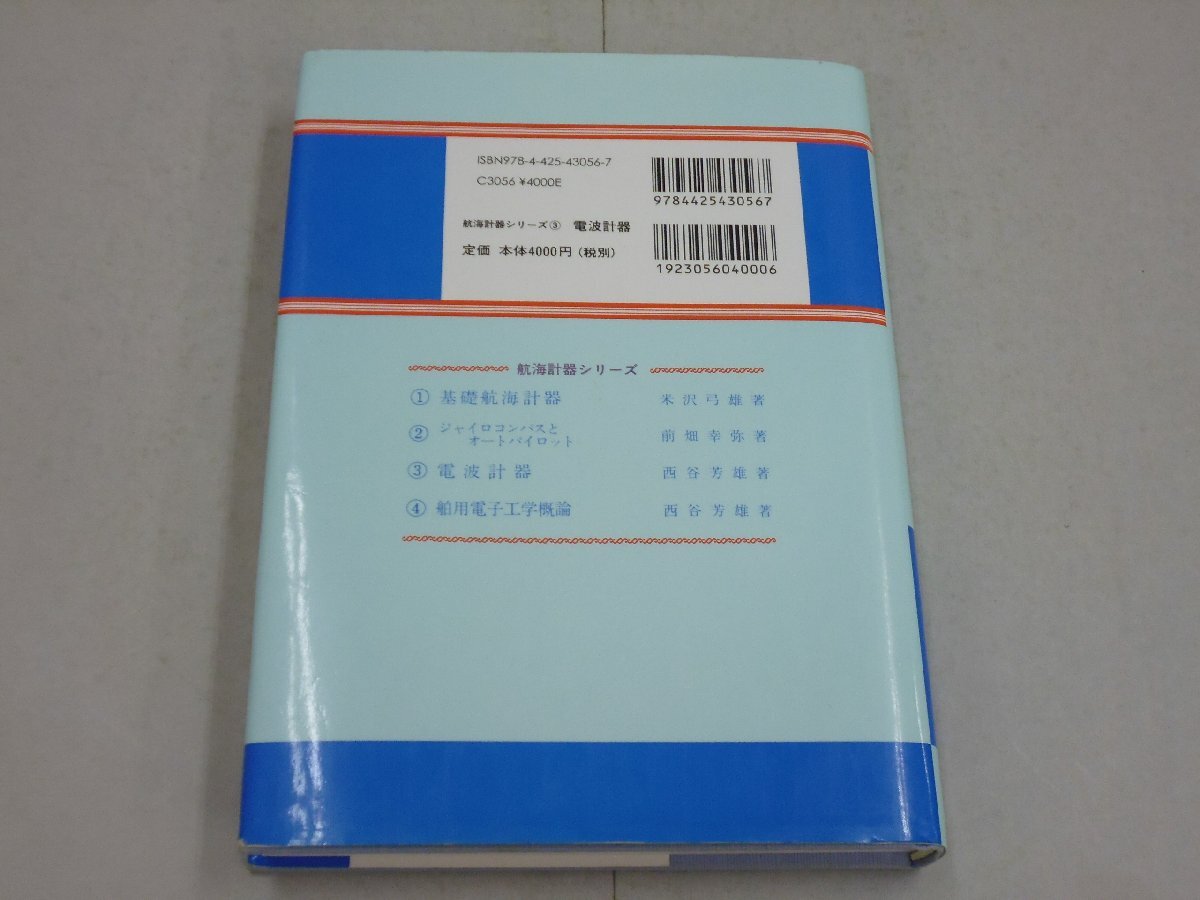 ISBN978-4-425-43056-7
C3056 ¥4000E
9784425430567
航海計器シリーズ③ 電波計器
定価 本体4000円(税別)
1923056040006
航海計器シリーズ
① 基礎航海計器 米沢弓雄著
② ジャイロコンパスと
オートパイロット 前畑幸弥著
③ 電波計器 西谷芳雄著
④ 舶用電子工学概論 西谷芳雄著